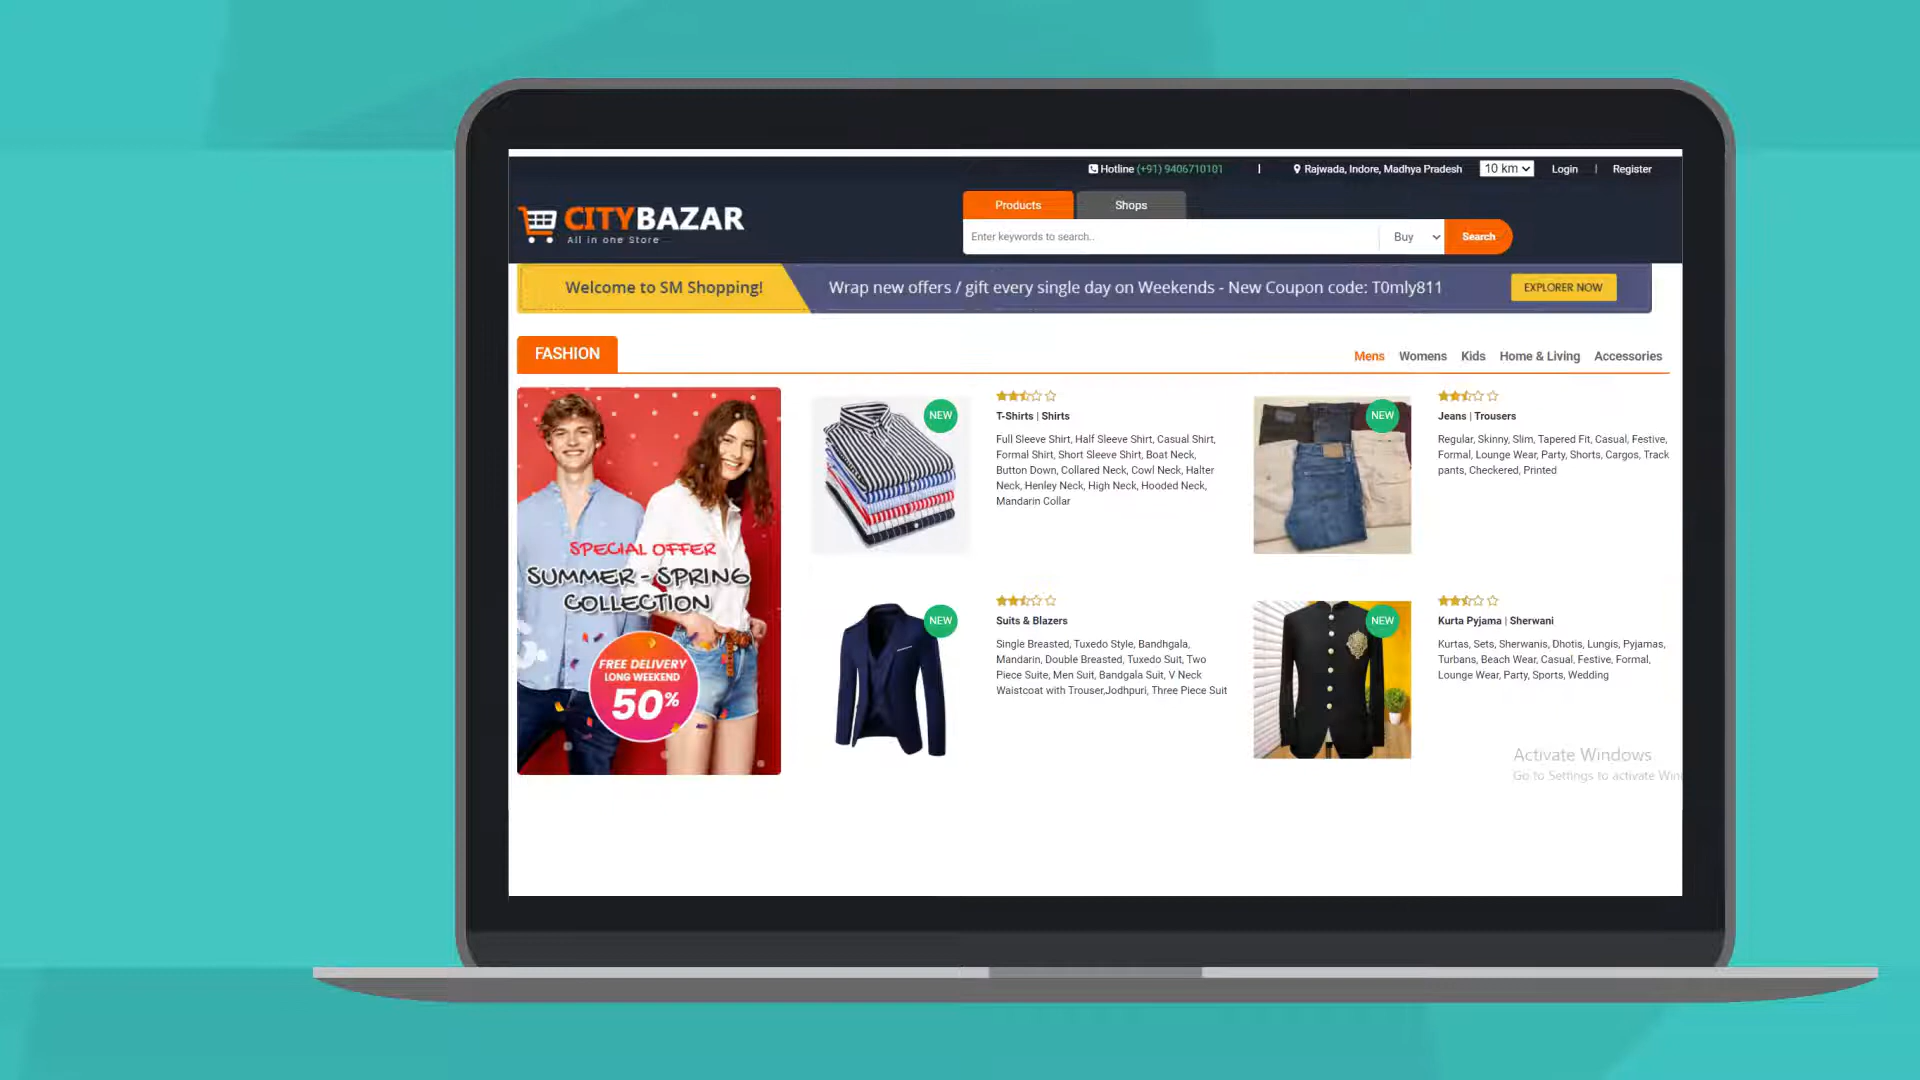 Hotline (+91) 9406710101 | Rajwada, Indore, Madhya Pradesh 10 km Login | Register
Products Shops
CITYBAZAR
All in one Store
Enter keywords to search.. Buy Search
Welcome to SM Shopping! Wrap new offers / gift every single day on Weekends - New Coupon code: T0mly811 EXPLORER NOW
FASHION
Mens Womens Kids Home & Living Accessories
SPECIAL OFFER
SUMMER - SPRING
COLLECTION
FREE DELIVERY
LONG WEEKEND
50%
NEW
T-Shirts | Shirts
Full Sleeve Shirt, Half Sleeve Shirt, Casual Shirt,
Formal Shirt, Short Sleeve Shirt, Boat Neck,
Button Down, Collared Neck, Cowl Neck, Halter
Neck, Henley Neck, High Neck, Hooded Neck,
Mandarin Collar
NEW
Jeans | Trousers
Regular, Skinny, Slim, Tapered Fit, Casual, Festive,
Formal, Lounge Wear, Party, Shorts, Cargos, Track
pants, Checkered, Printed
NEW
Suits & Blazers
Single Breasted, Tuxedo Style, Bandhgala,
Mandarin, Double Breasted, Tuxedo Suit, Two
Piece Suite, Men Suit, Bandgala Suit, V Neck
Waistcoat with Trouser,Jodhpuri, Three Piece Suit
NEW
Kurta Pyjama | Sherwani
Kurtas, Sets, Sherwanis, Dhotis, Lungis, Pyjamas,
Turbans, Beach Wear, Casual, Festive, Formal,
Lounge Wear, Party, Sports, Wedding
Activate Windows
Go to Settings to activate Win